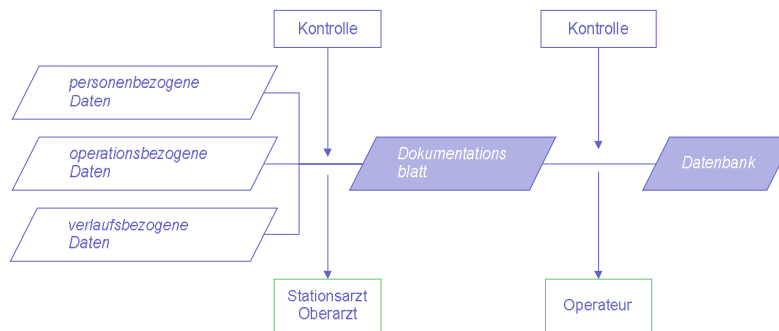 Kontrolle
Kontrolle
personenbezogene
Daten
operationsbezogene
Daten
Dokumentations
blatt
Datenbank
verlaufsbezogene
Daten
Stationsarzt
Oberarzt
Operateur